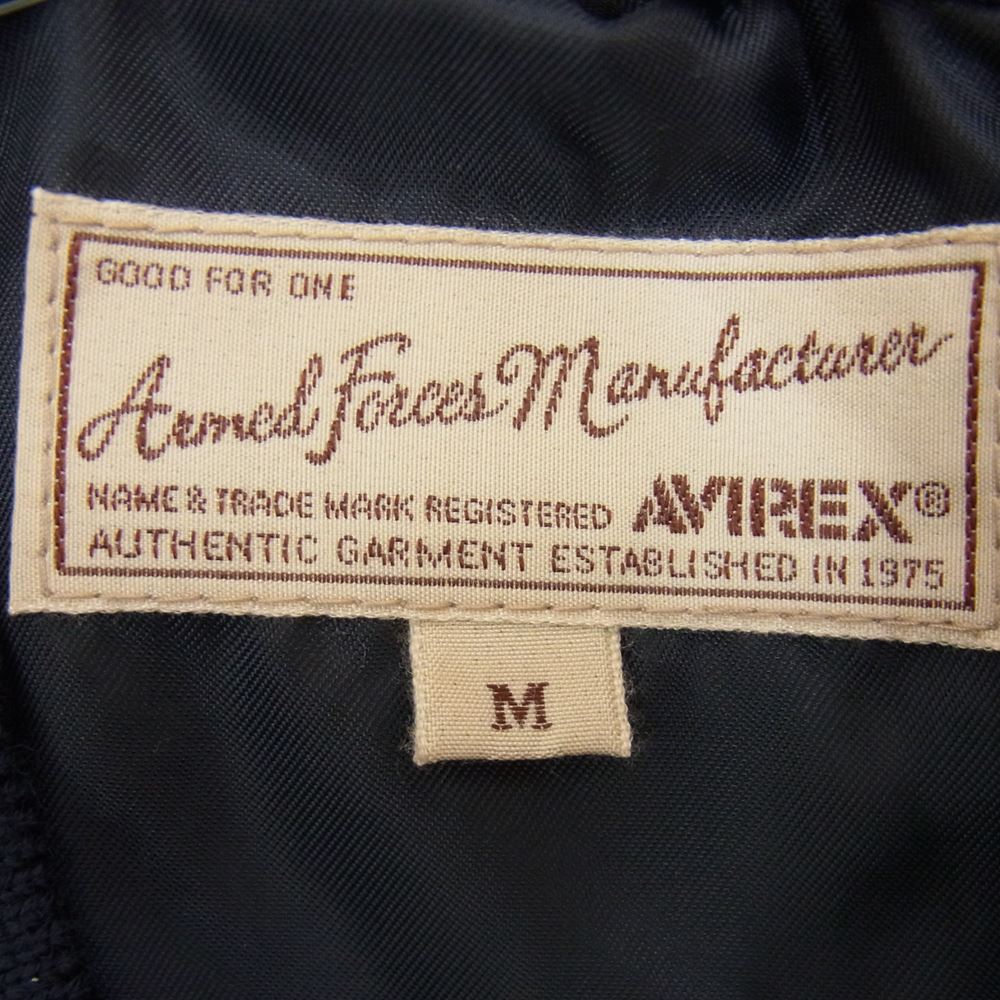 GOOD FOR ONE
Armed Forces Manufacturer
NAME & TRADE MARK REGISTERED AVIREX®
AUTHENTIC GARMENT ESTABLISHED IN 1975
M